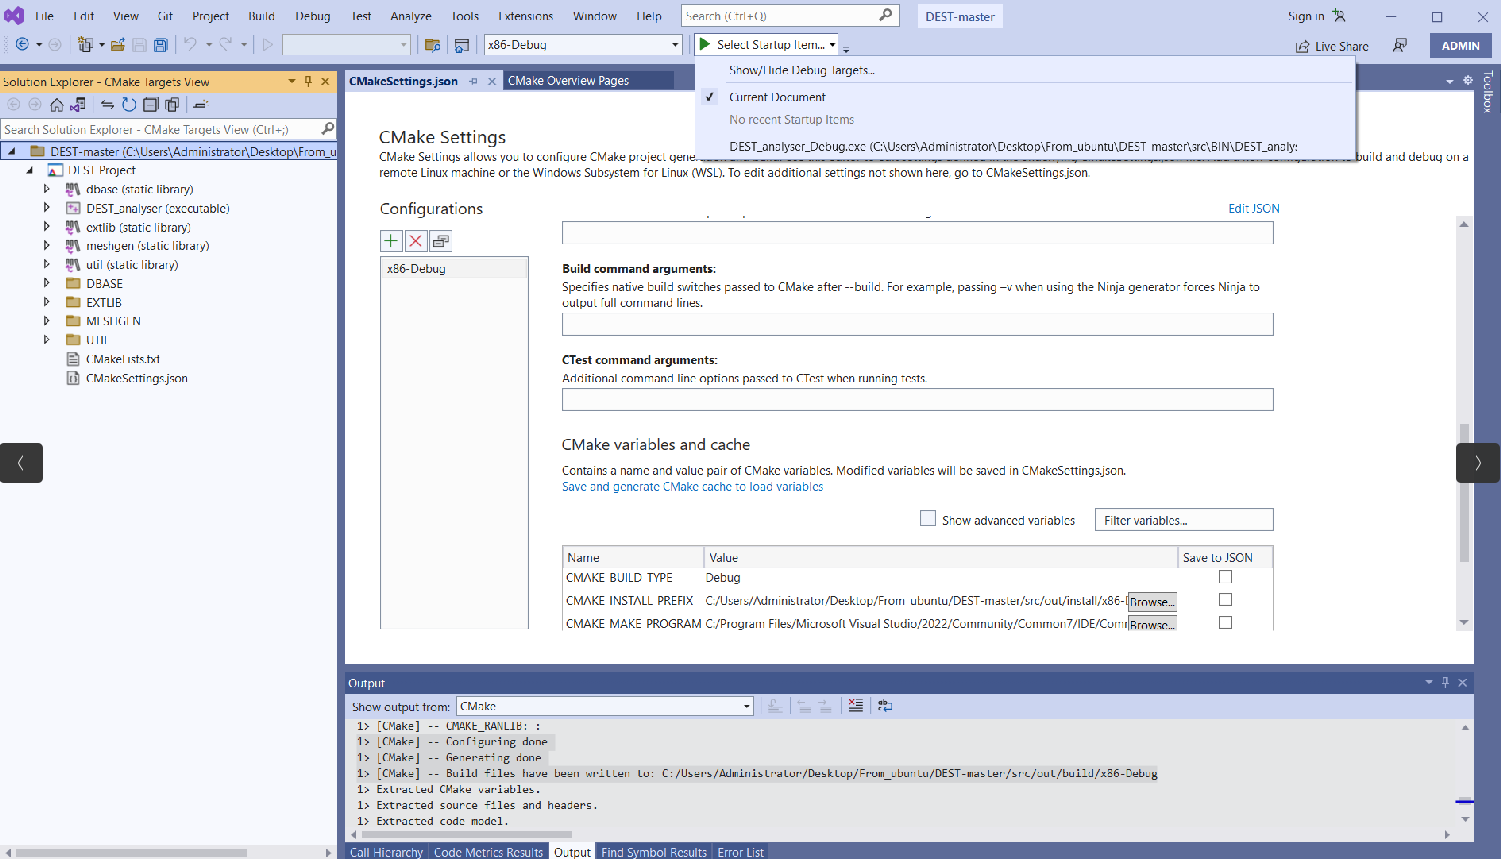 File Edit View Git Project Build Debug Test Analyze Tools Extensions Window Help Search (Ctrl+Q) DEST-master Sign in
x86-Debug Select Startup Item... Live Share ADMIN
Solution Explorer - CMake Targets View
Search Solution Explorer - CMake Targets View (Ctrl+;)
DEST-master (C:\Users\Administrator\Desktop\From_u
DEST Project
dbase (static library)
DEST_analyser (executable)
extlib (static library)
meshgen (static library)
util (static library)
DBASE
EXTLIB
MESHGEN
UTIL
CMakeLists.txt
CMakeSettings.json
CMakeSettings.json CMake Overview Pages
Show/Hide Debug Targets...
Current Document
No recent Startup Items
DEST_analyser_Debug.exe (C:\Users\Administrator\Desktop\From_ubuntu\DEST_master\src\BIN\DEST_analy:
Toolbox
CMake Settings
CMake Settings allows you to configure CMake project gene
build and debug on a
remote Linux machine or the Windows Subsystem for Linux (WSL). To edit additional settings not shown here, go to CMakeSettings.json.
Configurations
Edit JSON
x86-Debug
Build command arguments:
Specifies native build switches passed to CMake after --build. For example, passing –v when using the Ninja generator forces Ninja to
output full command lines.
CTest command arguments:
Additional command line options passed to CTest when running tests.
CMake variables and cache
Contains a name and value pair of CMake variables. Modified variables will be saved in CMakeSettings.json.
Save and generate CMake cache to load variables
Show advanced variables Filter variables...
Name Value Save to JSON
CMAKE_BUILD_TYPE Debug
CMAKE_INSTALL_PREFIX C:/Users/Administrator/Desktop/From_ubuntu/DEST-master/src/out/install/x86-D Browse...
CMAKE_MAKE_PROGRAM C:/Program Files/Microsoft Visual Studio/2022/Community/Common7/IDE/Comm Browse...
Output
Show output from: CMake
1> [CMake] -- CMAKE_RANLIB: :
1> [CMake] -- Configuring done
1> [CMake] -- Generating done
1> [CMake] -- Build files have been written to: C:/Users/Administrator/Desktop/From_ubuntu/DEST-master/src/out/build/x86-Debug
1> Extracted CMake variables.
1> Extracted source files and headers.
1> Extracted code model.
Call Hierarchy Code Metrics Results Output Find Symbol Results Error List